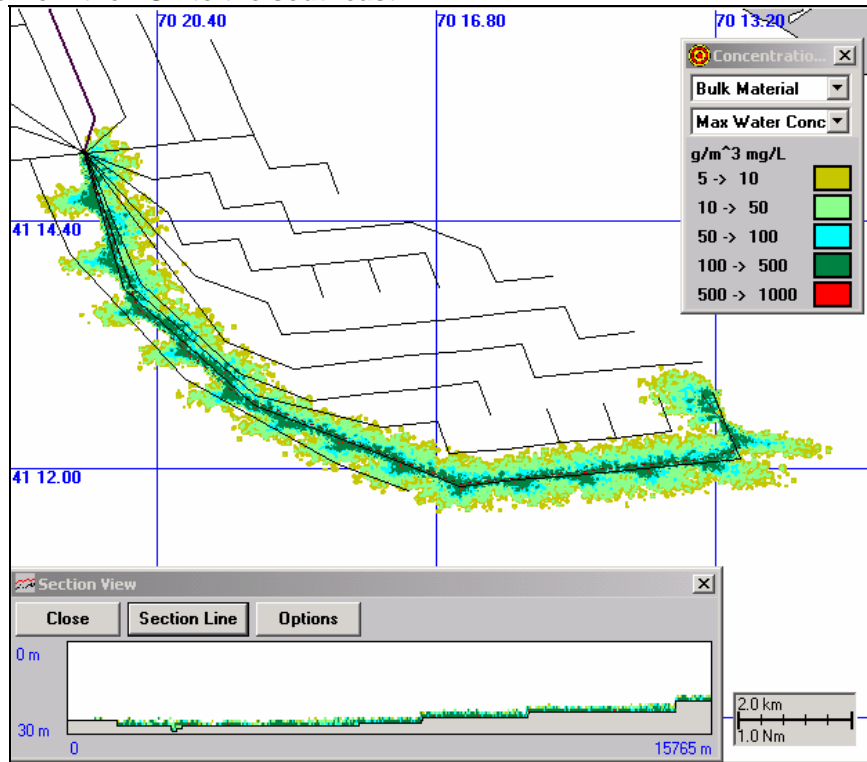 70 20.40
70 16.80
70 13.20
Concentratio...
Bulk Material
Max Water Conc
g/m^3 mg/L
5 -> 10
10 -> 50
50 -> 100
100 -> 500
500 -> 1000
41 14.40
41 12.00
Section View
Close
Section Line
Options
0 m
30 m
0
15765 m
2.0 km
1.0 Nm